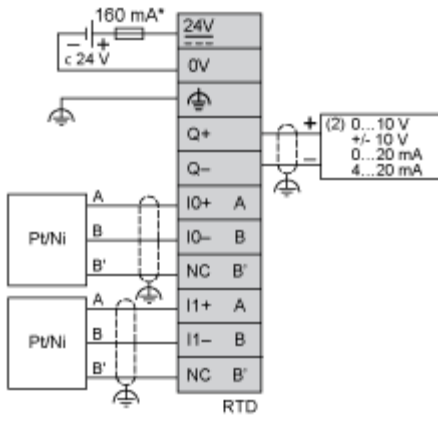 160 mA*
24V
− +
c 24 V
0V
Q+
+ (2) 0...10 V
+/- 10 V
Q−
− 0...20 mA
4...20 mA
A I0+ A
Pt/Ni B I0− B
B' NC B'
A I1+ A
Pt/Ni B I1− B
B' NC B'
RTD